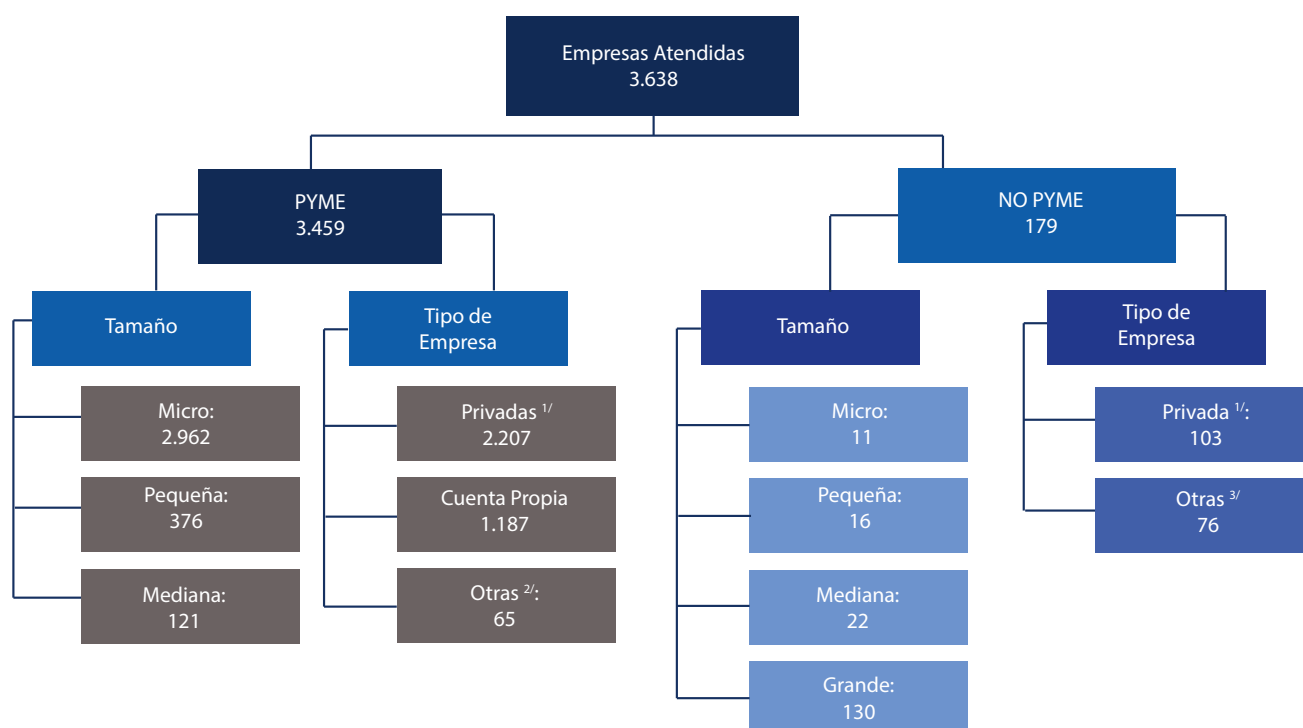 Empresas Atendidas
3.638
PYME
3.459
NO PYME
179
Tamaño
Tipo de
Empresa
Tamaño
Tipo de
Empresa
Micro:
2.962
Pequeña:
376
Mediana:
121
Privadas 1/
2.207
Cuenta Propia
1.187
Otras 2/:
65
Micro:
11
Pequeña:
16
Mediana:
22
Grande:
130
Privada 1/:
103
Otras 3/
76